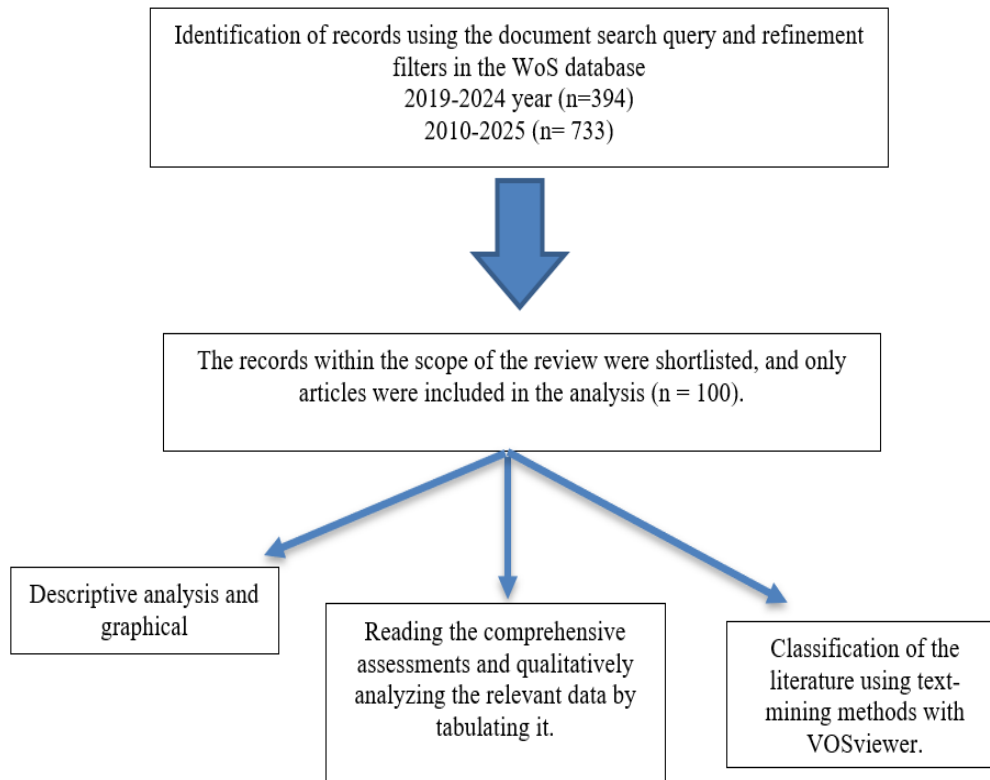 Identification of records using the document search query and refinement
filters in the WoS database
2019-2024 year (n=394)
2010-2025 (n= 733)
The records within the scope of the review were shortlisted, and only
articles were included in the analysis (n = 100).
Descriptive analysis and
graphical
Reading the comprehensive
assessments and qualitatively
analyzing the relevant data by
tabulating it.
Classification of the
literature using text-
mining methods with
VOSviewer.